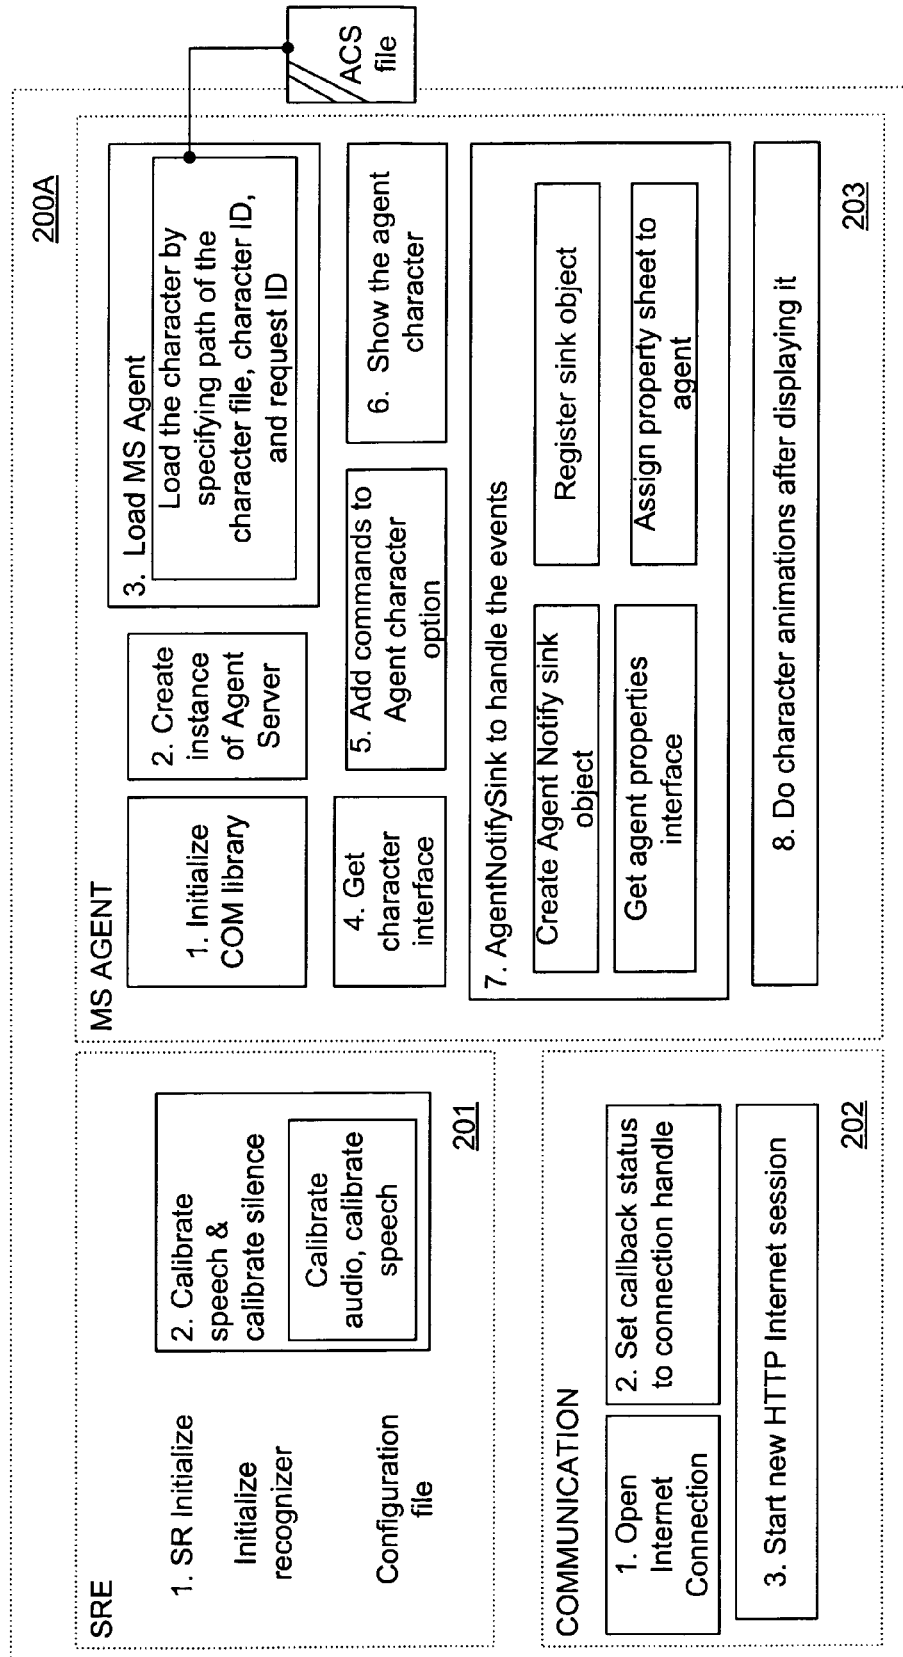 200A
SRE
1. SR Initialize
Initialize
recognizer
Configuration
file
2. Calibrate
speech &
calibrate silence
Calibrate
audio, calibrate
speech
201
COMMUNICATION
1. Open
Internet
Connection
2. Set callback status
to connection handle
3. Start new HTTP Internet session
202
MS AGENT
1. Initialize
COM library
2. Create
instance
of Agent
Server
3. Load MS Agent
Load the character by
specifying path of the
character file, character ID,
and request ID
ACS
file
4. Get
character
interface
5. Add commands to
Agent character
option
6. Show the agent
character
7. AgentNotifySink to handle the events
Create Agent Notify sink
object
Register sink object
Get agent properties
interface
Assign property sheet to
agent
8. Do character animations after displaying it
203